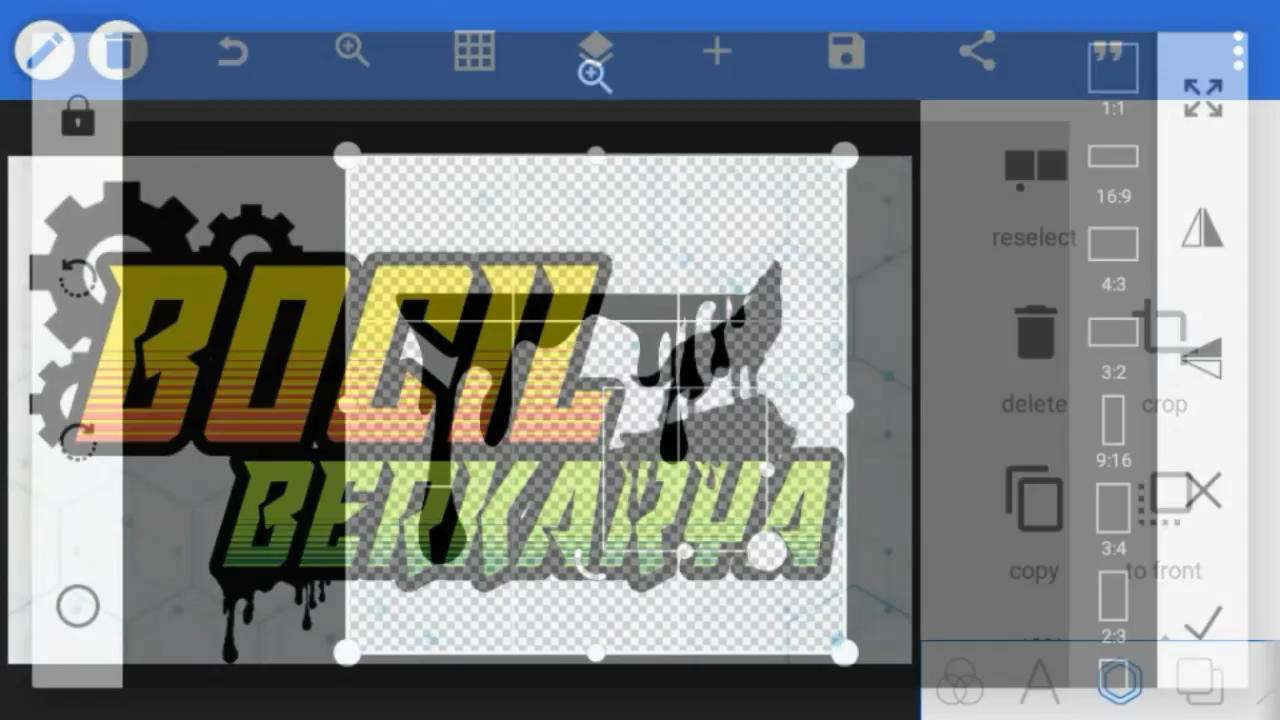 1:1
16:9
reselect
4:3
BOCIL
3:2
delete
crop
9:16
BERKARYA
3:4
copy
to front
2:3